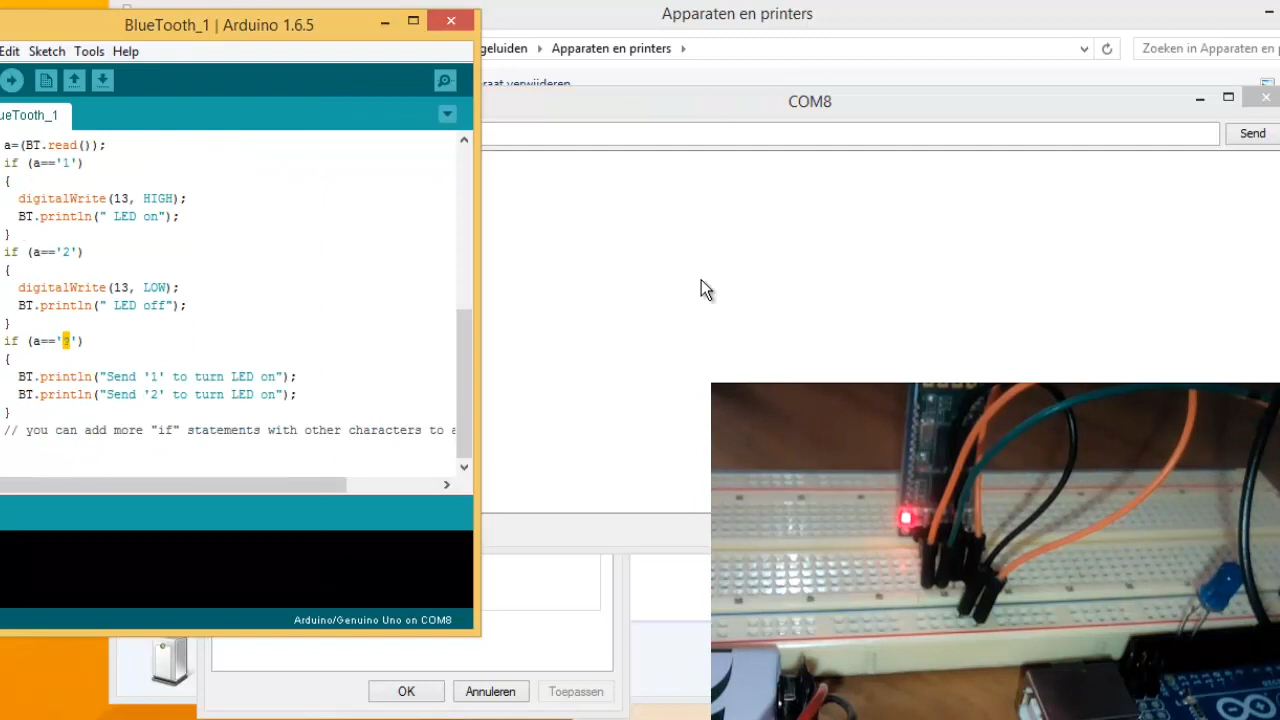 BlueTooth_1 | Arduino 1.6.5
Edit Sketch Tools Help
ueTooth_1
a=(BT.read());
if (a=='1')
{
digitalWrite(13, HIGH);
BT.println(" LED on");
}
if (a=='2')
{
digitalWrite(13, LOW);
BT.println(" LED off");
}
if (a=='?')
{
BT.println("Send '1' to turn LED on");
BT.println("Send '2' to turn LED on");
}
// you can add more "if" statements with other characters to a
Arduino/Genuino Uno on COM8
Apparaten en printers
geluiden Apparaten en printers
Zoeken in Apparaten en p
raat verwijderen
COM8
Send
OK Annuleren Toepassen